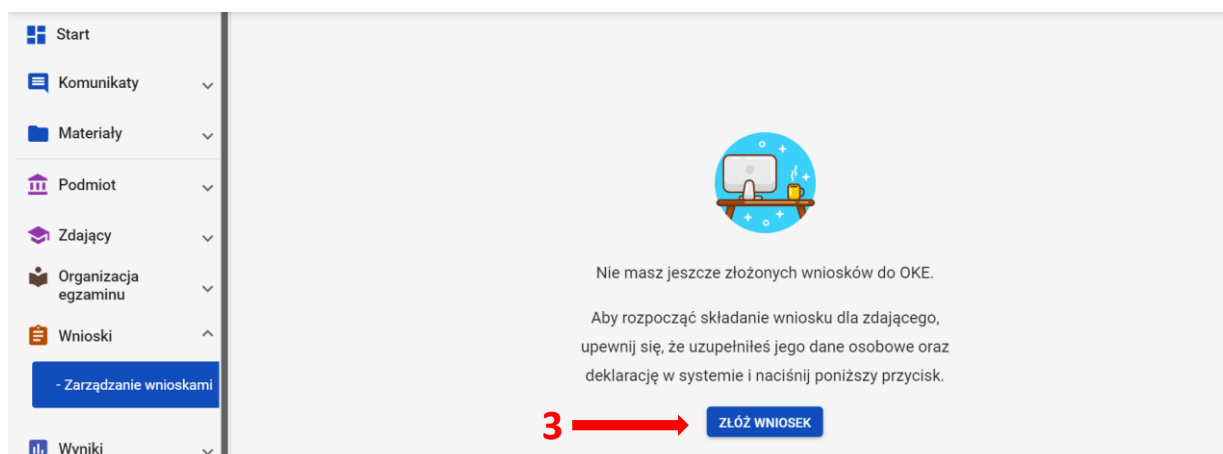 Start
Komunikaty
Materiały
Podmiot
Zdający
Organizacja
egzaminu
Wnioski
- Zarządzanie wnioskami
Wyniki
Nie masz jeszcze złożonych wniosków do OKE.
Aby rozpocząć składanie wniosku dla zdającego,
upewnij się, że uzupełniłeś jego dane osobowe oraz
deklarację w systemie i naciśnij poniższy przycisk.
3
ZŁÓŻ WNIOSEK